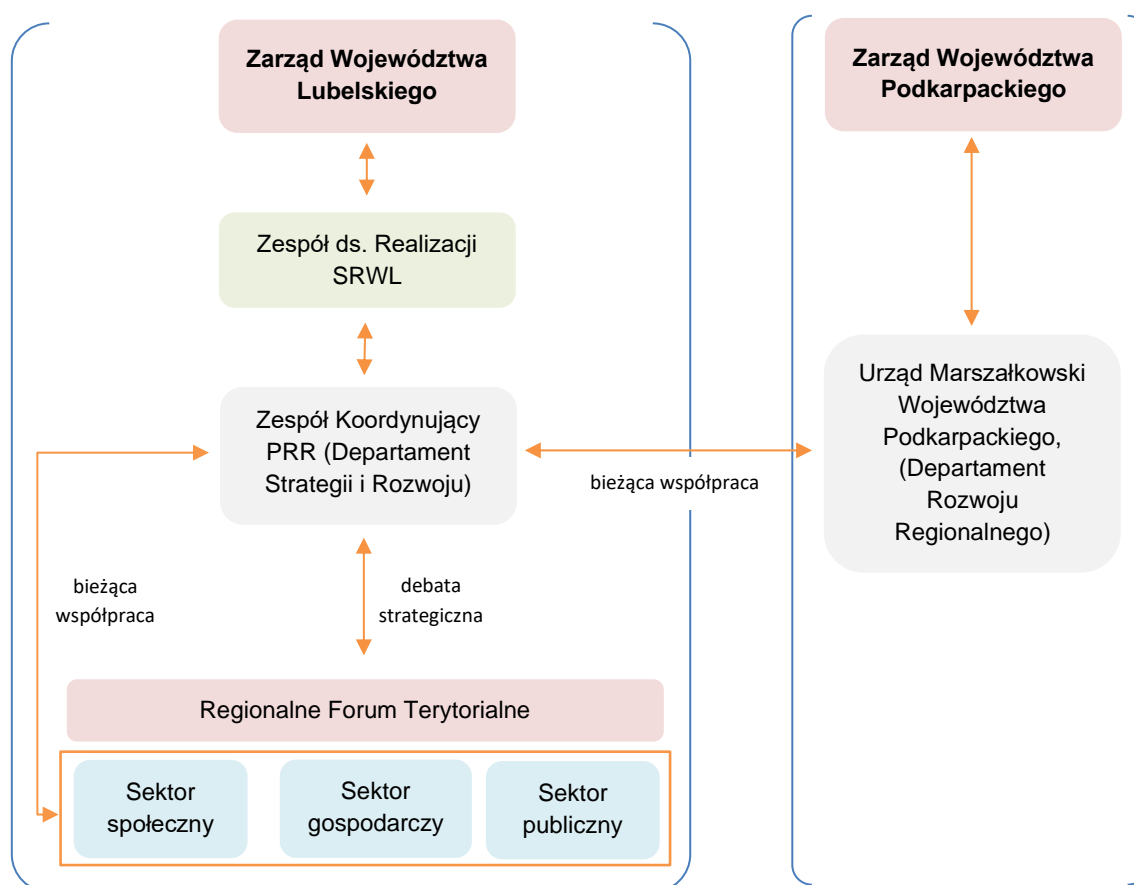 Zarząd Województwa
Lubelskiego
Zarząd Województwa
Podkarpackiego
Zespół ds. Realizacji
SRWL
Zespół Koordynujący
PRR (Departament
Strategii i Rozwoju)
bieżąca współpraca
Urząd Marszałkowski
Województwa
Podkarpackiego,
(Departament
Rozwoju
Regionalnego)
bieżąca
współpraca
debata
strategiczna
Regionalne Forum Terytorialne
Sektor
społeczny
Sektor
gospodarczy
Sektor
publiczny